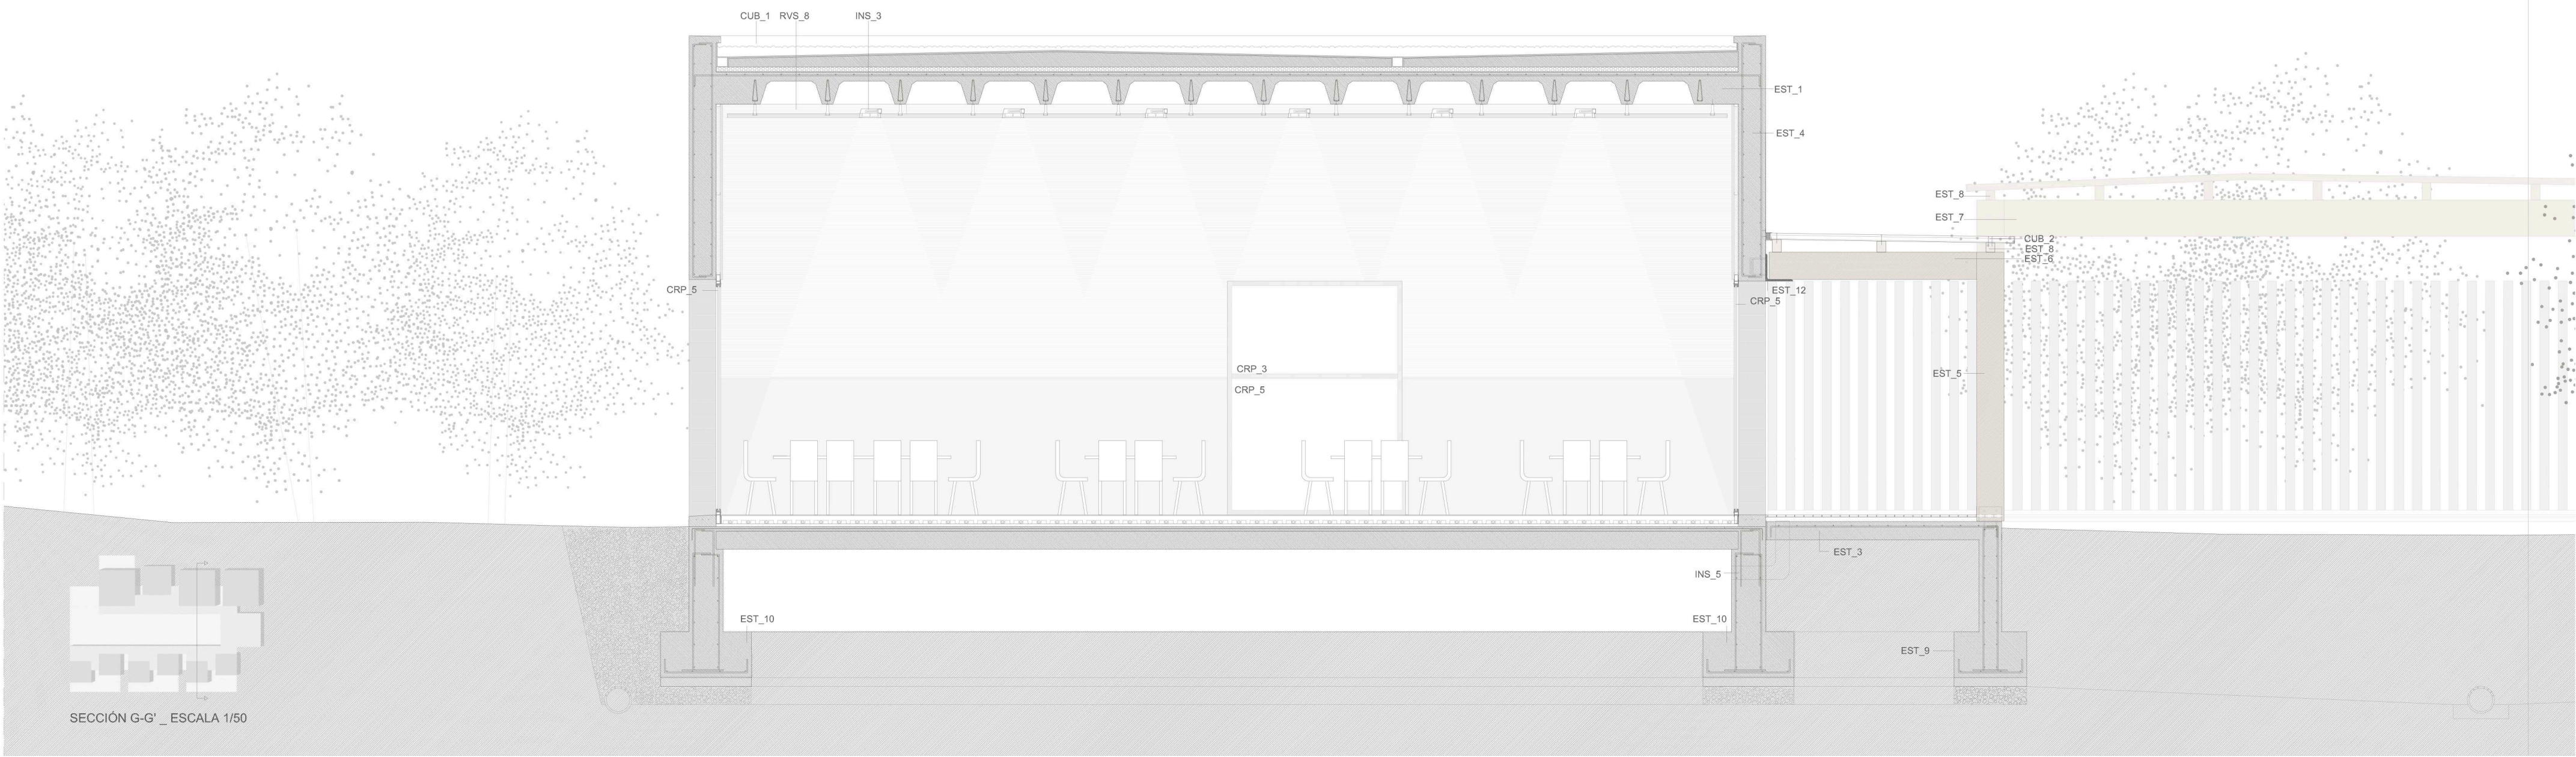 CUB_1 RVS_8 INS_3
EST_1
EST_4
EST_8
EST_7
CUB_2
EST_8
EST_6
CRP_5
EST_12
CRP_5
CRP_3
EST_5
CRP_5
EST_3
INS_5
EST_10
EST_10
EST_9
SECCIÓN G-G' _ ESCALA 1/50